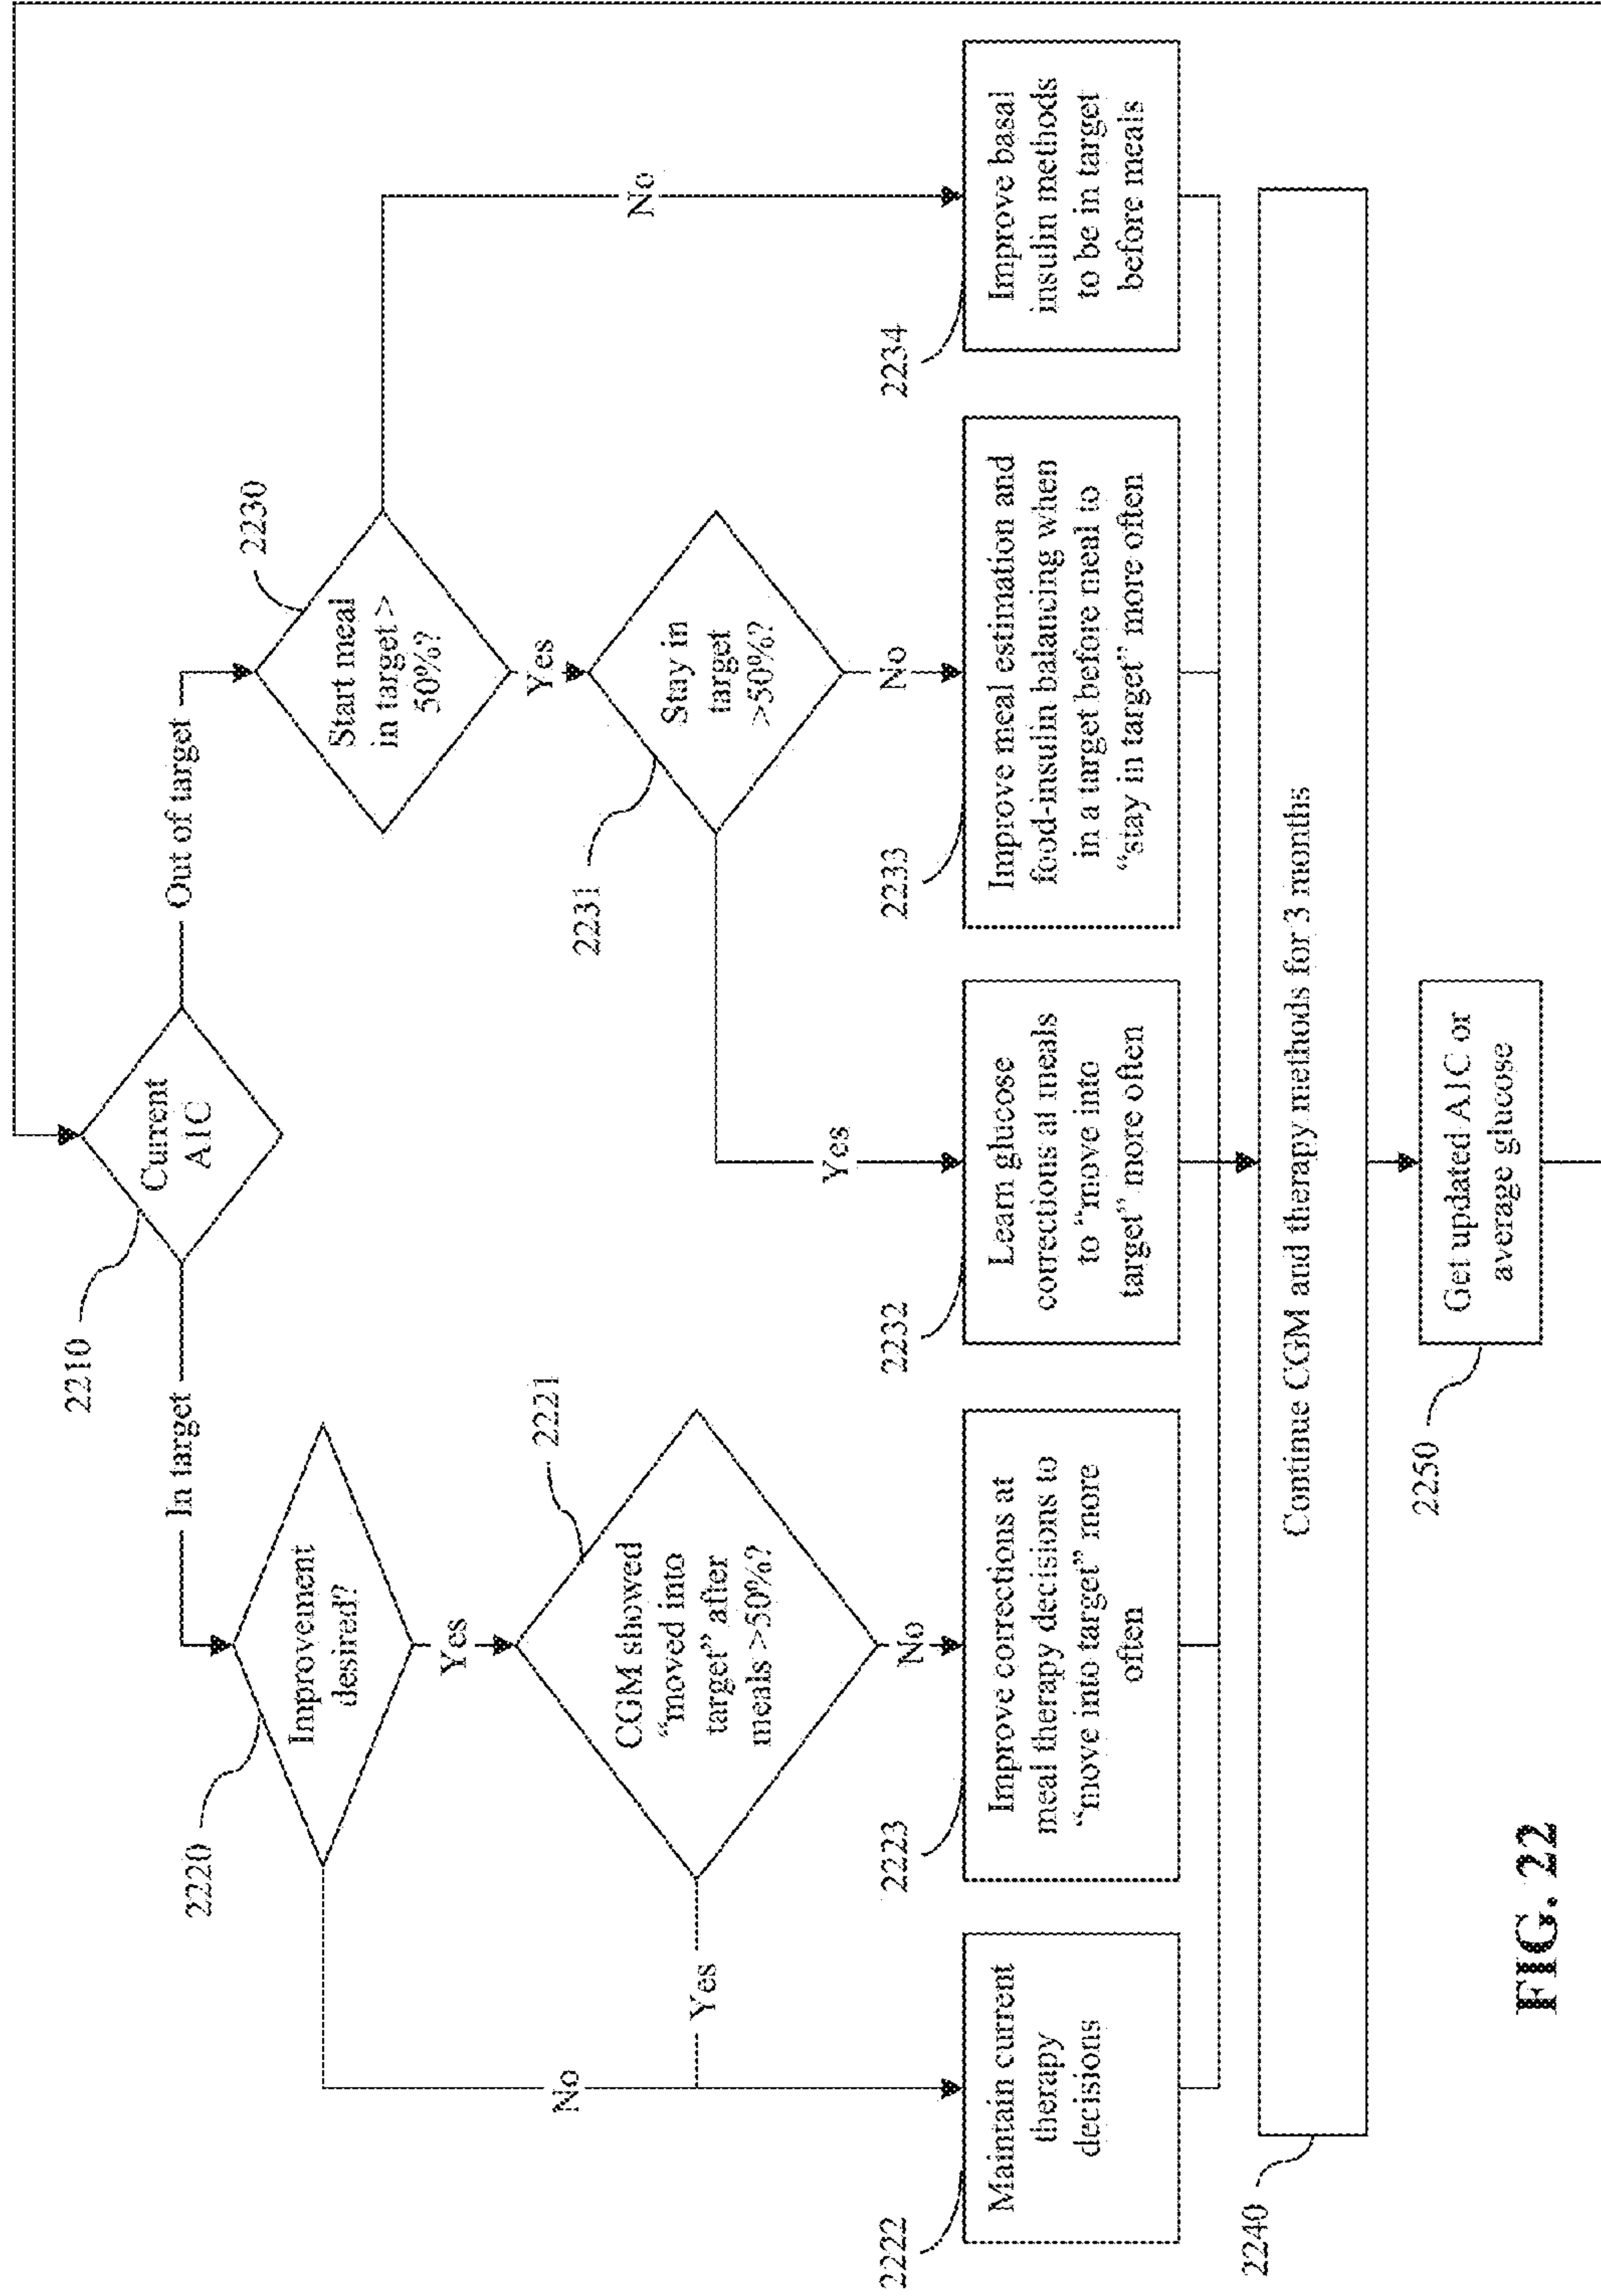 2210
Current
A1C
In target
Out of target
2220
Improvement
desired?
Yes
No
2221
CGM showed
“moved into
target” after
meals >50%?
Yes
No
2230
Start meal
in target >
50%?
Yes
No
2231
Stay in
target
>50%?
Yes
No
2222
Maintain current
therapy
decisions
2223
Improve corrections at
meal therapy decisions to
“move into target” more
often
2232
Learn glucose
corrections at meals
to “move into
target” more often
2233
Improve meal estimation and
food-insulin balancing when
in a target before meal to
“stay in target” more often
2234
Improve basal
insulin methods
to be in target
before meals
2240
Continue CGM and therapy methods for 3 months
2250
Get updated A1C or
average glucose
FIG. 22